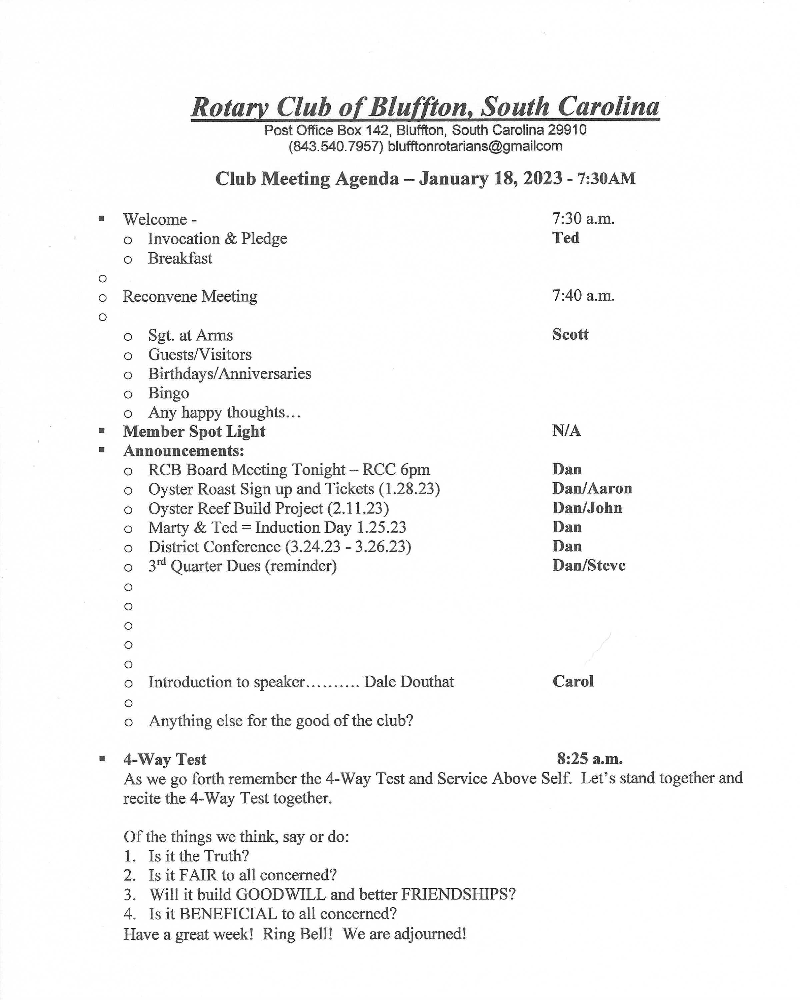 Rotary Club of Bluffton, South Carolina
Post Office Box 142, Bluffton, South Carolina 29910
(843.540.7957) blufftonrotarians@gmailcom
Club Meeting Agenda – January 18, 2023 - 7:30AM
▪ Welcome - 7:30 a.m.
o Invocation & Pledge Ted
o Breakfast
o
o Reconvene Meeting 7:40 a.m.
o
o Sgt. at Arms Scott
o Guests/Visitors
o Birthdays/Anniversaries
o Bingo
o Any happy thoughts…
▪ Member Spot Light N/A
▪ Announcements:
o RCB Board Meeting Tonight – RCC 6pm Dan
o Oyster Roast Sign up and Tickets (1.28.23) Dan/Aaron
o Oyster Reef Build Project (2.11.23) Dan/John
o Marty & Ted = Induction Day 1.25.23 Dan
o District Conference (3.24.23 - 3.26.23) Dan
o 3rd Quarter Dues (reminder) Dan/Steve
o
o
o
o
o
o Introduction to speaker………. Dale Douthat Carol
o
o Anything else for the good of the club?
▪ 4-Way Test 8:25 a.m.
As we go forth remember the 4-Way Test and Service Above Self.  Let’s stand together and
recite the 4-Way Test together.
Of the things we think, say or do:
1. Is it the Truth?
2. Is it FAIR to all concerned?
3. Will it build GOODWILL and better FRIENDSHIPS?
4. Is it BENEFICIAL to all concerned?
Have a great week!  Ring Bell!  We are adjourned!